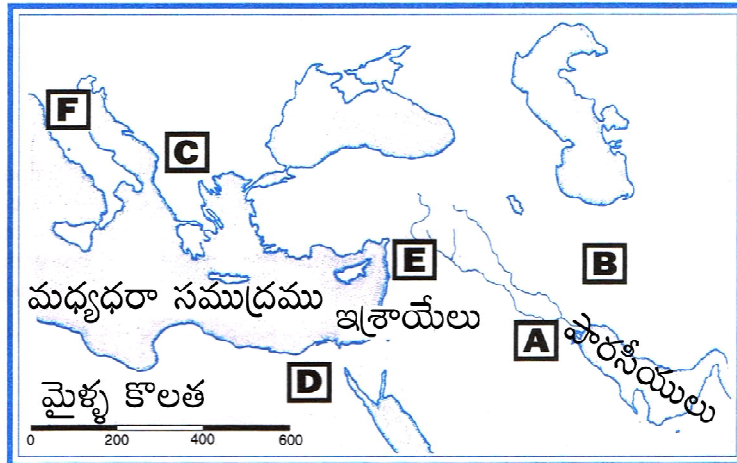 F
C
E
B
మధ్యధరా సముద్రము
ఇశ్రాయేలు
A
పారసీయులు
D
మైళ్ళ కొలత
0 200 400 600